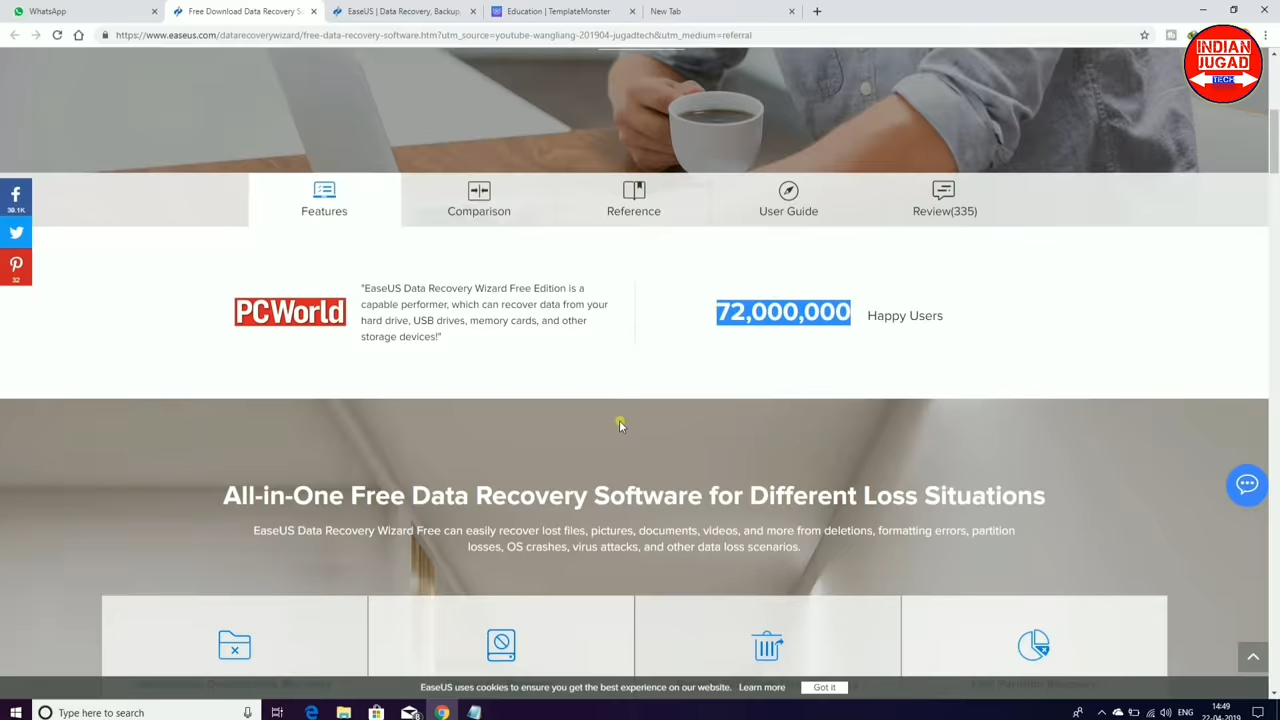 WhatsApp
Free Download Data Recovery S
EaseUS | Data Recovery, Backup,
Education | TemplateMonster
New Tab
https://www.easeus.com/datarecoverywizard/free-data-recovery-software.htm?utm_source=youtube-wangliang-201904-jugadtech&utm_medium=referral
INDIAN
JUGAD
TECH
39.1K
32
Features
Comparison
Reference
User Guide
Review(335)
PCWorld
"EaseUS Data Recovery Wizard Free Edition is a
capable performer, which can recover data from your
hard drive, USB drives, memory cards, and other
storage devices!"
72,000,000
Happy Users
All-in-One Free Data Recovery Software for Different Loss Situations
EaseUS Data Recovery Wizard Free can easily recover lost files, pictures, documents, videos, and more from deletions, formatting errors, partition
losses, OS crashes, virus attacks, and other data loss scenarios.
EaseUS uses cookies to ensure you get the best experience on our website. Learn more
Got it
Type here to search
ENG
14:49
22-04-2019